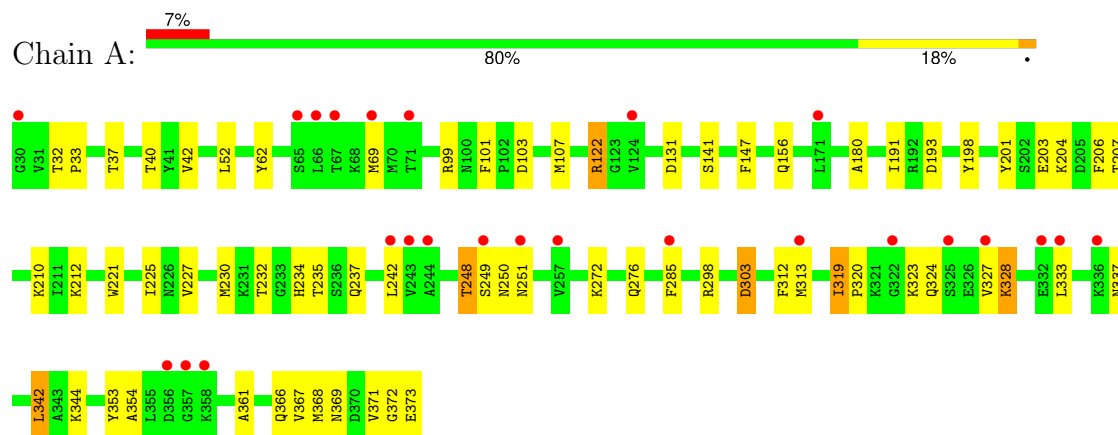 7%
Chain A:
80% 18% •
G30 V31 T32 P33 T37 T40 Y41 V42 L52 Y62 S65 L66 T67 K68 M69 M70 T71 R99 N100 F101 P102 D103 M107 R122 G123 V124 D131 S141 F147 Q156 L171 A180 I191 R192 D193 Y198 Y201 S202 E203 K204 D205 F206 T207
K210 I211 K212 W221 I225 N226 V227 M230 K231 T232 G233 H234 T235 S236 Q237 L242 V243 A244 T248 S249 N250 N251 V257 K272 Q276 F285 R298 D303 F312 M313 I319 P320 K321 G322 K323 Q324 S325 E326 V327 K328 E332 L333 K336 N337
L342 A343 K344 Y353 A354 L355 D356 G357 K358 A361 Q366 V367 M368 N369 D370 V371 G372 E373